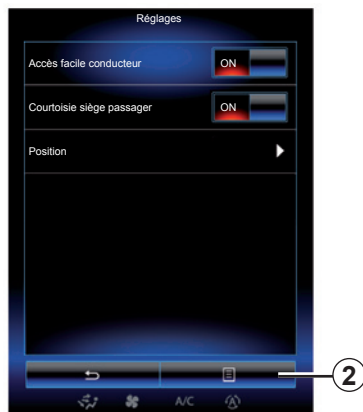 Réglages
Accès facile conducteur ON
Courtoisie siège passager ON
Position
2
A/C